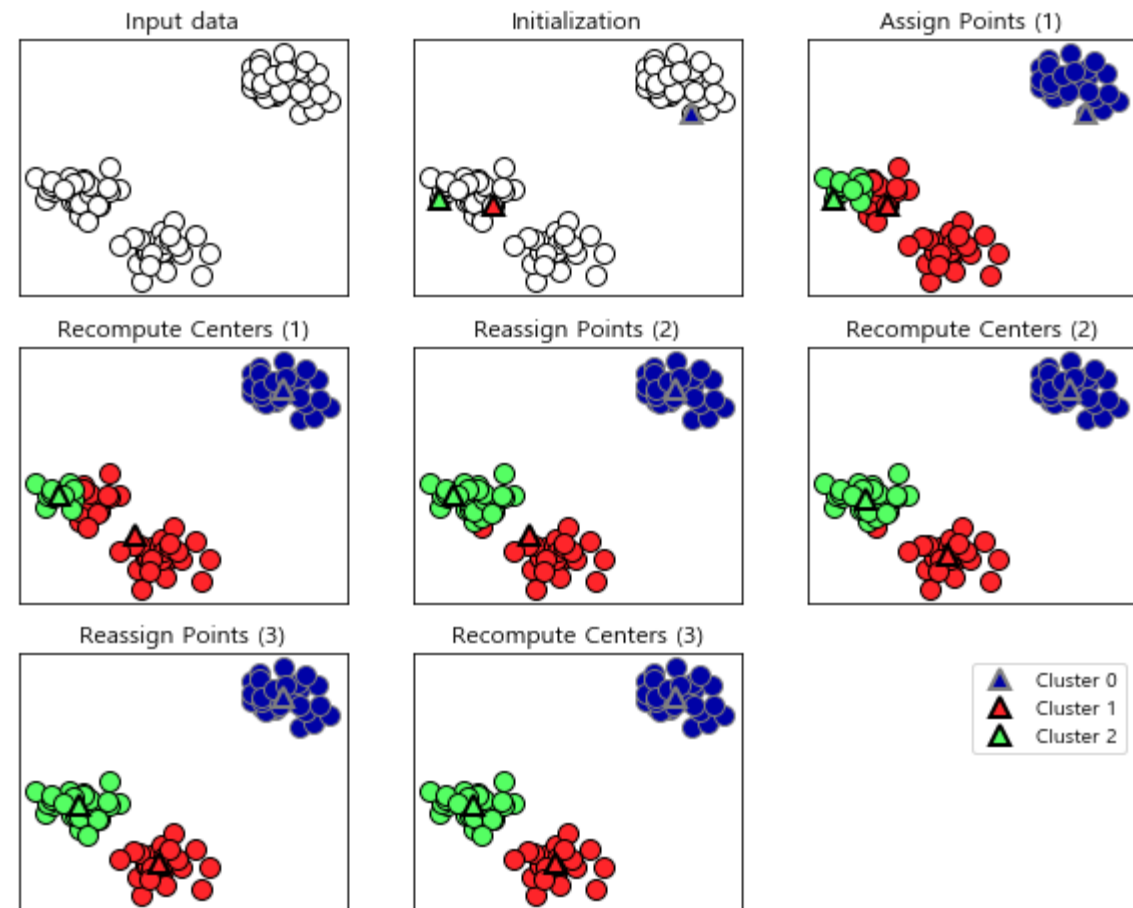 Input data
Initialization
Assign Points (1)
Recompute Centers (1)
Reassign Points (2)
Recompute Centers (2)
Reassign Points (3)
Recompute Centers (3)
Cluster 0
Cluster 1
Cluster 2